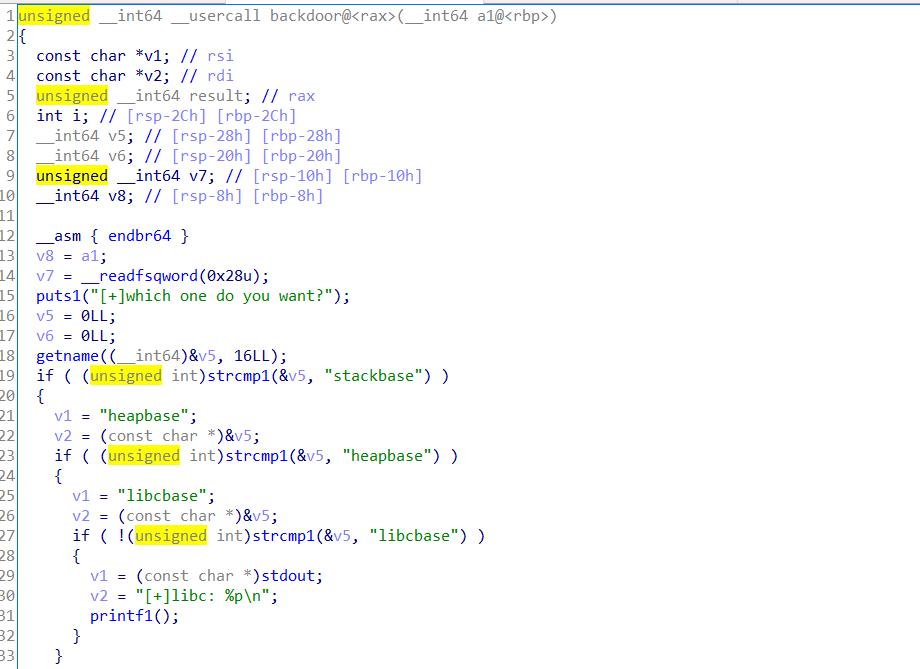 1 unsigned __int64 __usercall backdoor@<rax>(__int64 a1@<rbp>)
2 {
3   const char *v1; // rsi
4   const char *v2; // rdi
5   unsigned __int64 result; // rax
6   int i; // [rsp-2Ch] [rbp-2Ch]
7   __int64 v5; // [rsp-28h] [rbp-28h]
8   __int64 v6; // [rsp-20h] [rbp-20h]
9   unsigned __int64 v7; // [rsp-10h] [rbp-10h]
10   __int64 v8; // [rsp-8h] [rbp-8h]
11
12   __asm { endbr64 }
13   v8 = a1;
14   v7 = __readfsqword(0x28u);
15   puts1("[+]which one do you want?");
16   v5 = 0LL;
17   v6 = 0LL;
18   getname((__int64)&v5, 16LL);
19   if ( (unsigned int)strcmp1(&v5, "stackbase") )
20   {
21     v1 = "heapbase";
22     v2 = (const char *)&v5;
23     if ( (unsigned int)strcmp1(&v5, "heapbase") )
24     {
25       v1 = "libcbase";
26       v2 = (const char *)&v5;
27       if ( !(unsigned int)strcmp1(&v5, "libcbase") )
28       {
29         v1 = (const char *)stdout;
30         v2 = "[+]libc: %p\n";
31         printf1();
32       }
33     }